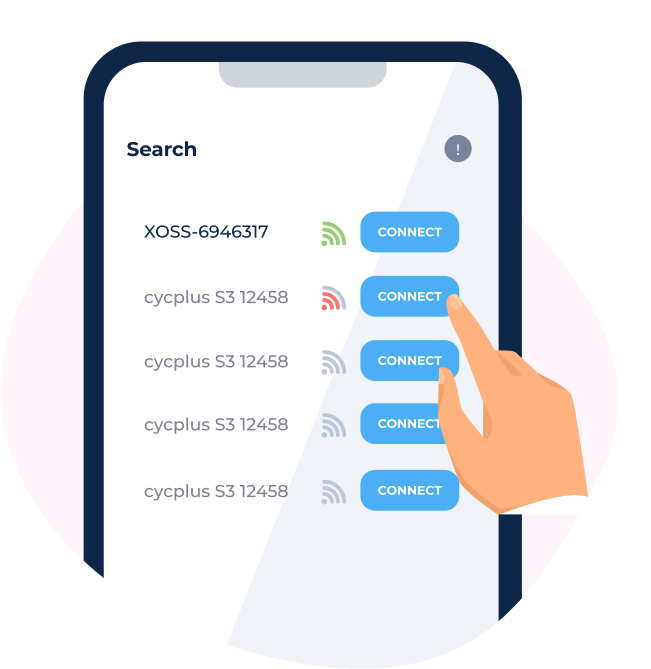 Search
!
XOSS-6946317
CONNECT
cycplus S3 12458
CONNECT
cycplus S3 12458
CONNECT
cycplus S3 12458
CONNECT
cycplus S3 12458
CONNECT